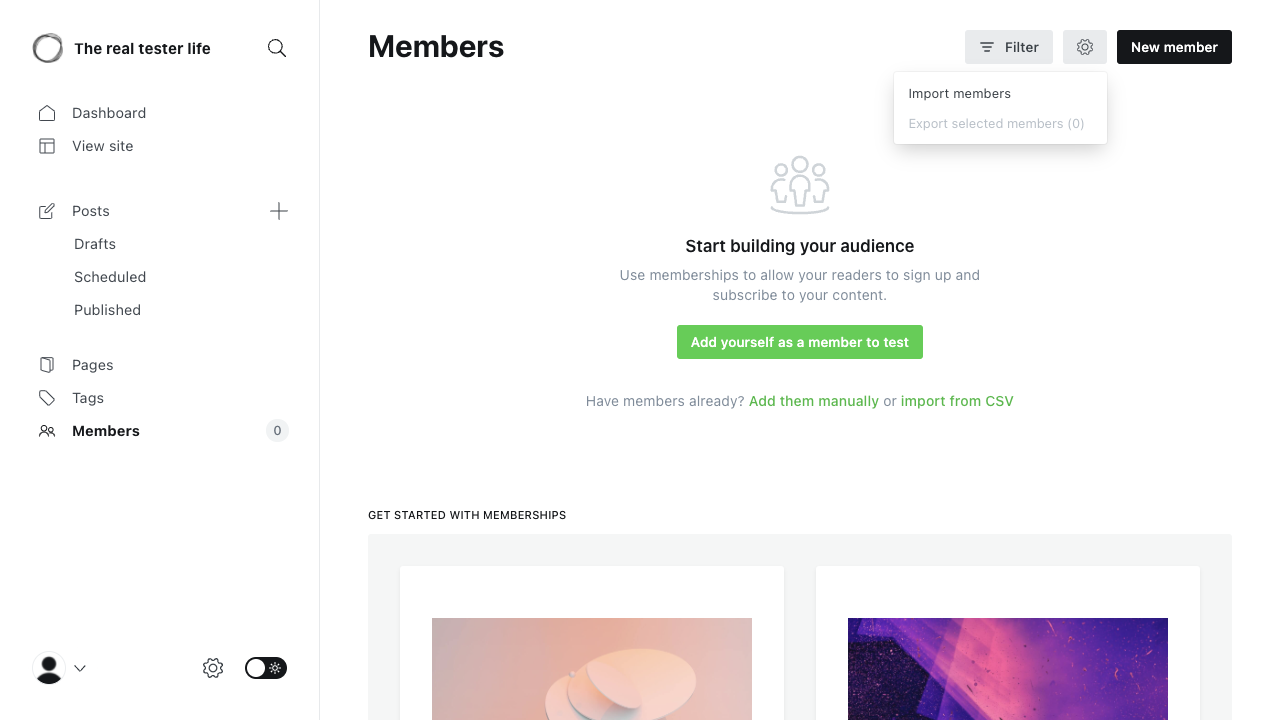 The real tester life
Dashboard
View site
Posts
Drafts
Scheduled
Published
Pages
Tags
Members
0
Members
Filter
New member
Import members
Export selected members (0)
Start building your audience
Use memberships to allow your readers to sign up and
subscribe to your content.
Add yourself as a member to test
Have members already? Add them manually or import from CSV
GET STARTED WITH MEMBERSHIPS